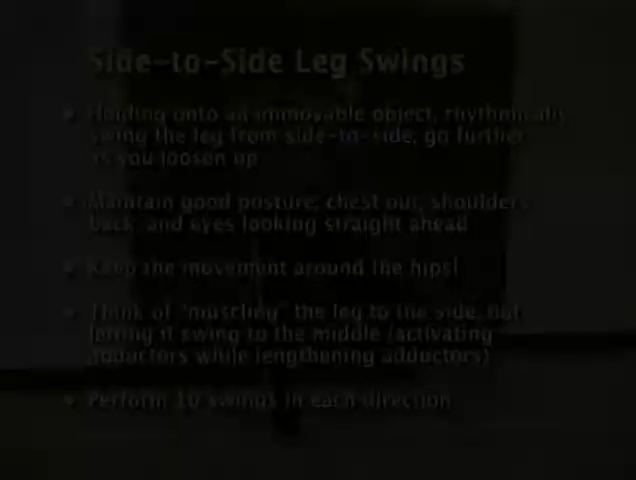 Side-to-Side Leg Swings
• Holding onto an immovable object, rhythmically
swing the leg from side-to-side, go further
as you loosen up
• Maintain good posture, chest out, shoulders
back, and eyes looking straight ahead
• Keep the movement around the hips!
• Think of "muscling" the leg to the side, but
letting it swing to the middle (activating
abductors while lengthening adductors)
• Perform 10 swings in each direction